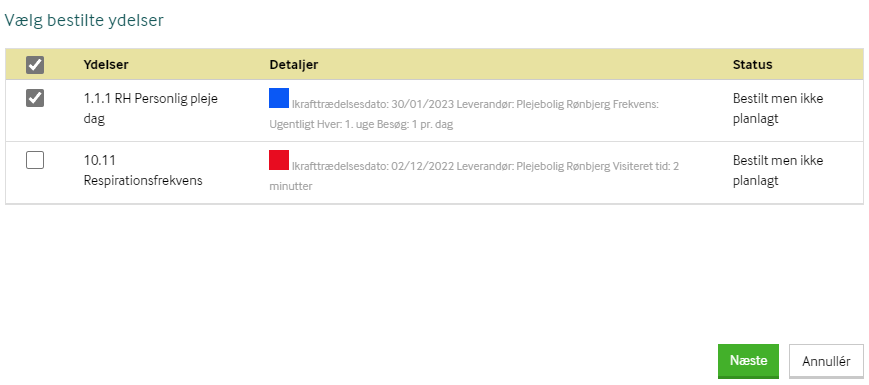 Vælg bestilte ydelser
Ydelser Detaljer Status
1.1.1 RH Personlig pleje dag
Ikrafttrædelsesdato: 30/01/2023 Leverandør: Plejebolig Rønbjerg Frekvens:
Ugentligt Hver: 1. uge Besøg: 1 pr. dag
Bestilt men ikke
planlagt
10.11
Respirationsfrekvens
Ikrafttrædelsesdato: 02/12/2022 Leverandør: Plejebolig Rønbjerg Visiteret tid: 2
minutter
Bestilt men ikke
planlagt
Næste Annullér